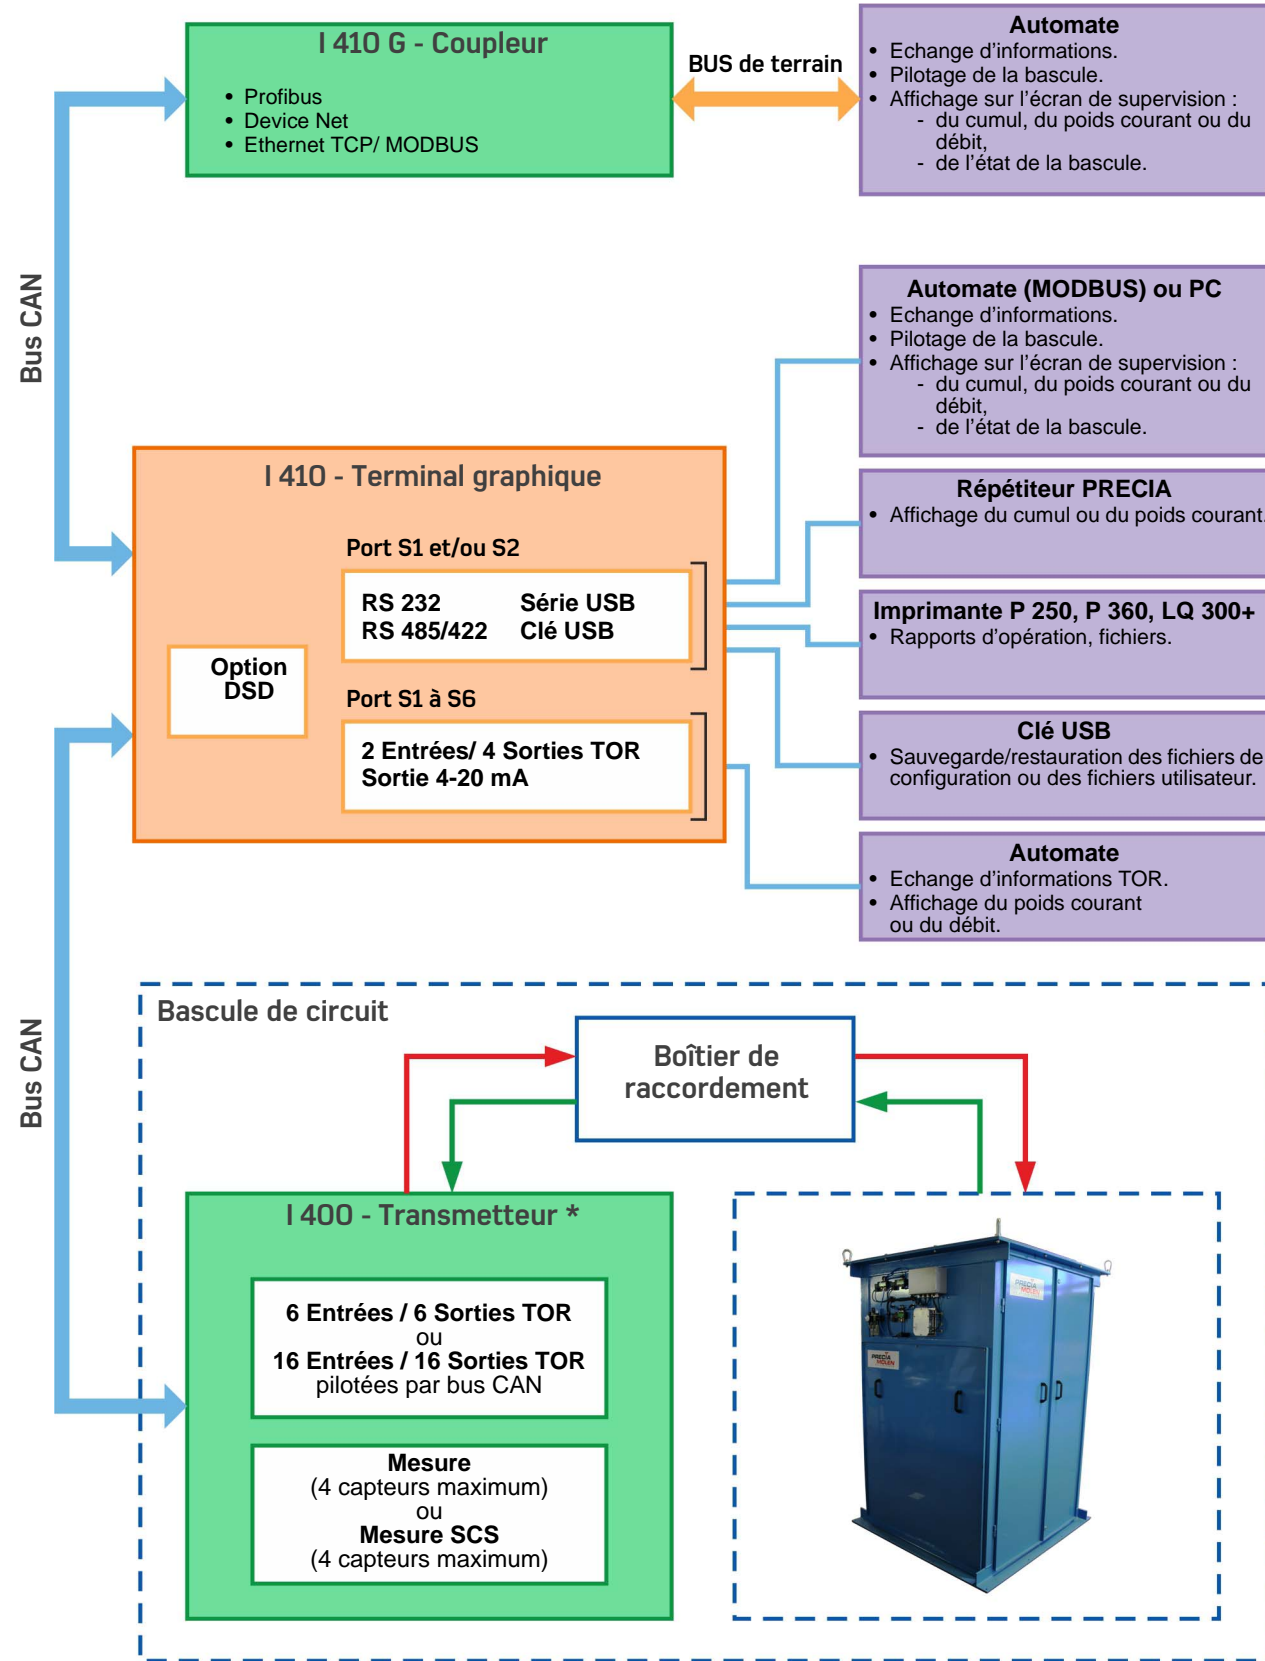 I 410 G - Coupleur
• Profibus
• Device Net
• Ethernet TCP/ MODBUS
BUS de terrain
Automate
• Echange d’informations.
• Pilotage de la bascule.
• Affichage sur l’écran de supervision :
- du cumul, du poids courant ou du
débit,
- de l’état de la bascule.
Bus CAN
Automate (MODBUS) ou PC
• Echange d’informations.
• Pilotage de la bascule.
• Affichage sur l’écran de supervision :
- du cumul, du poids courant ou du
débit,
- de l’état de la bascule.
I 410 - Terminal graphique
Port S1 et/ou S2
RS 232 Série USB
RS 485/422 Clé USB
Option
DSD
Port S1 à S6
2 Entrées/ 4 Sorties TOR
Sortie 4-20 mA
Répétiteur PRECIA
• Affichage du cumul ou du poids courant.
Imprimante P 250, P 360, LQ 300+
• Rapports d’opération, fichiers.
Clé USB
• Sauvegarde/restauration des fichiers de
configuration ou des fichiers utilisateur.
Automate
• Echange d’informations TOR.
• Affichage du poids courant
ou du débit.
Bus CAN
Bascule de circuit
Boîtier de
raccordement
I 400 - Transmetteur *
6 Entrées / 6 Sorties TOR
ou
16 Entrées / 16 Sorties TOR
pilotées par bus CAN
Mesure
(4 capteurs maximum)
ou
Mesure SCS
(4 capteurs maximum)
PRECIA
MOLEN
PRECIA
MOLEN